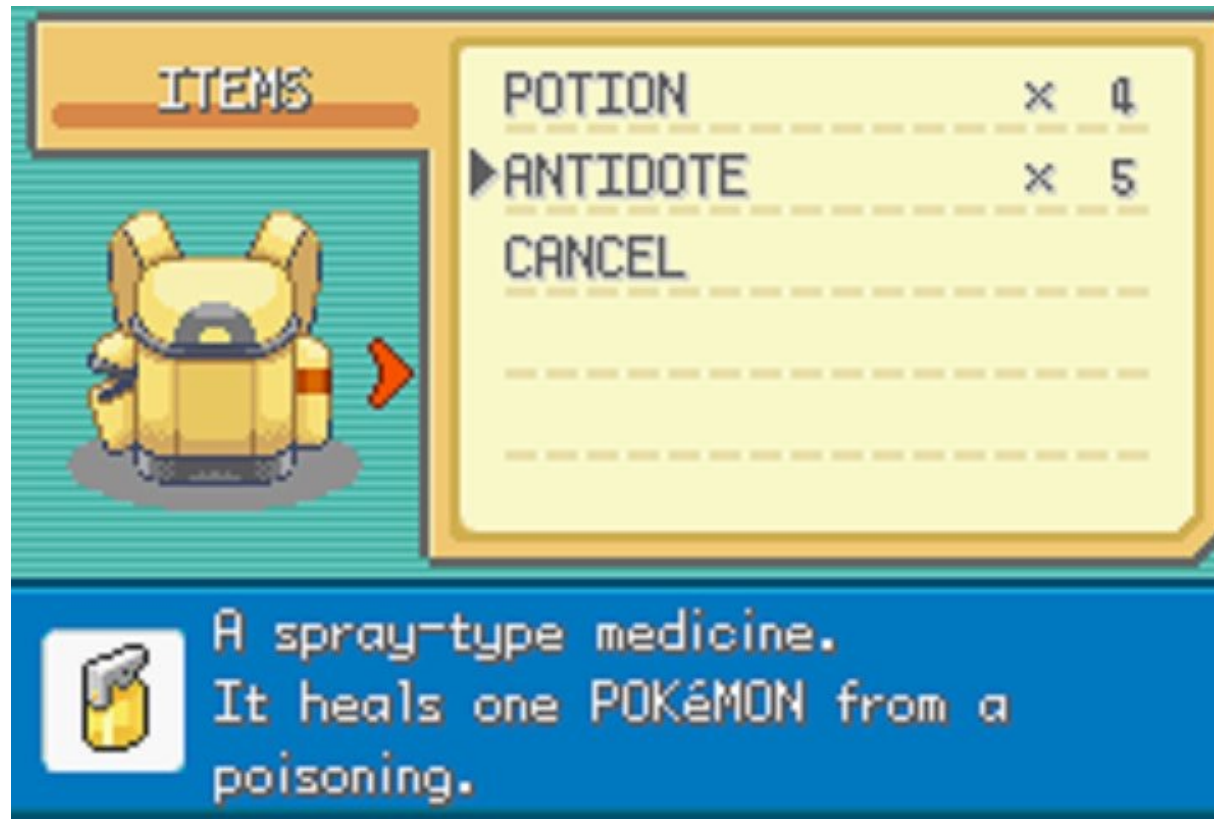 ITEMS
POTION × 4
ANTIDOTE × 5
CANCEL
A spray-type medicine.
It heals one POKéMON from a
poisoning.